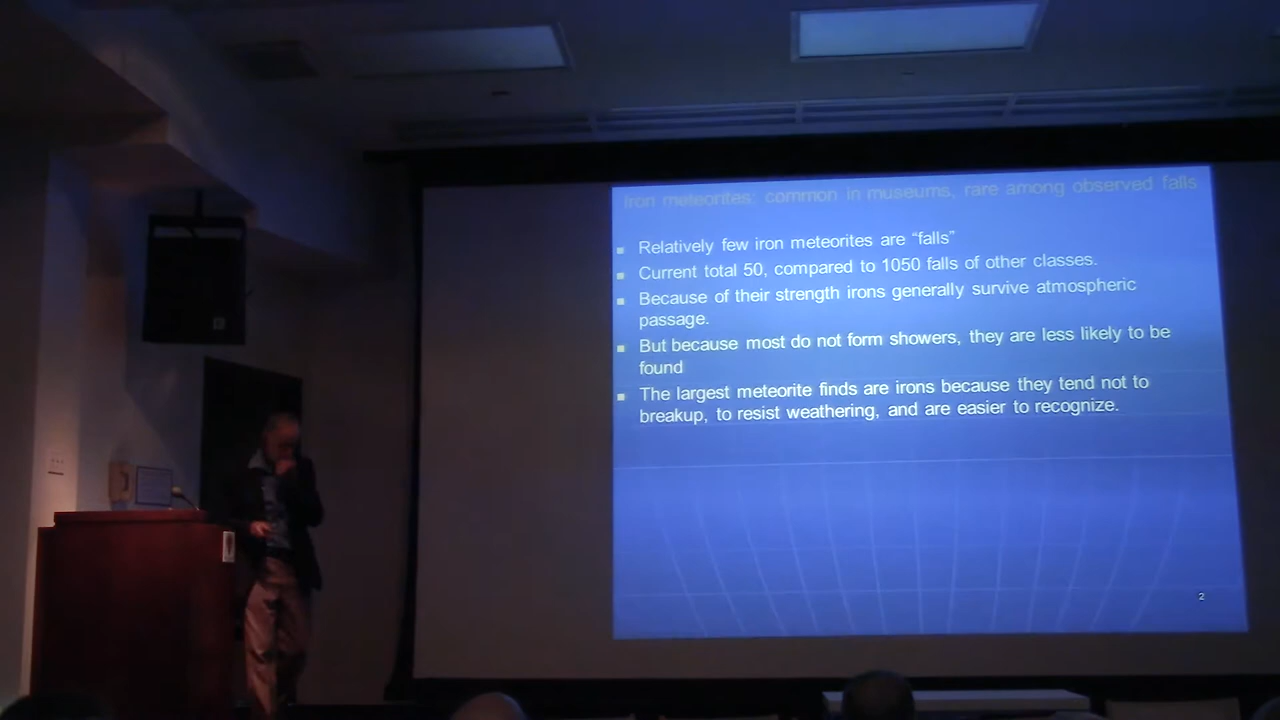 Iron meteorites: common in museums, rare among observed falls
Relatively few iron meteorites are “falls”
Current total 50, compared to 1050 falls of other classes.
Because of their strength irons generally survive atmospheric
passage.
But because most do not form showers, they are less likely to be
found
The largest meteorite finds are irons because they tend not to
breakup, to resist weathering, and are easier to recognize.
2